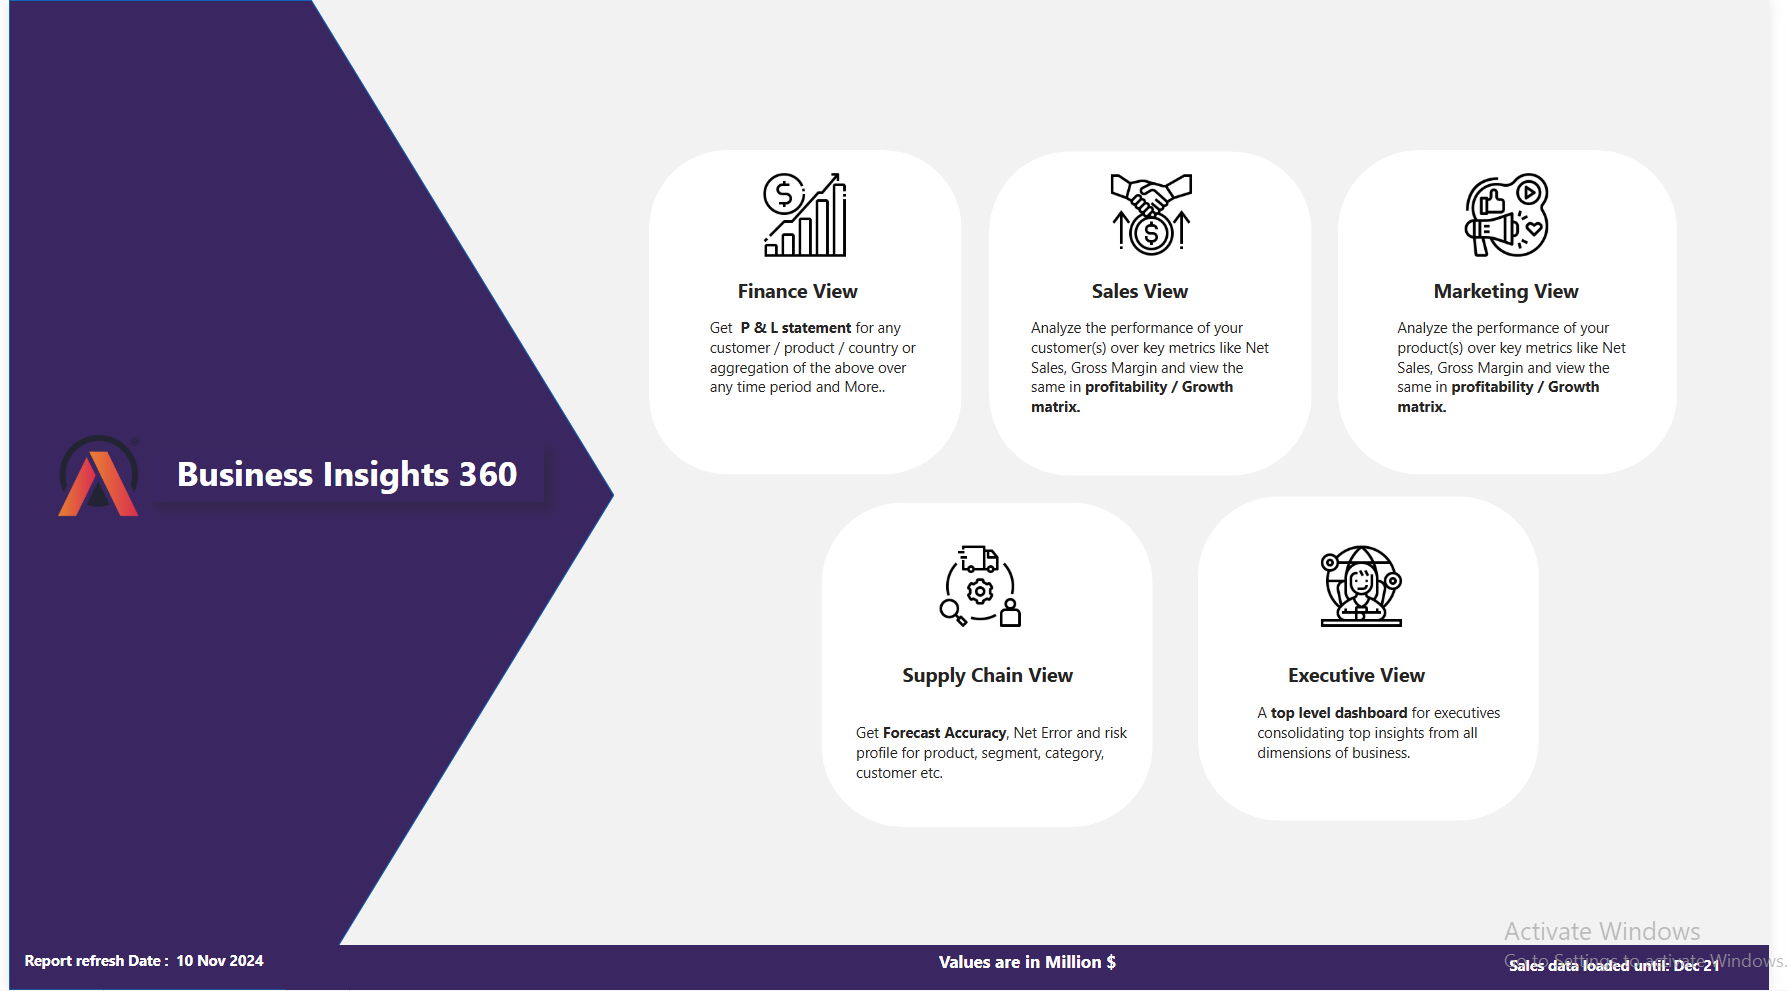 Business Insights 360
Finance View
Get P & L statement for any
customer / product / country or
aggregation of the above over
any time period and More..
Sales View
Analyze the performance of your
customer(s) over key metrics like Net
Sales, Gross Margin and view the
same in profitability / Growth
matrix.
Marketing View
Analyze the performance of your
product(s) over key metrics like Net
Sales, Gross Margin and view the
same in profitability / Growth
matrix.
Supply Chain View
Get Forecast Accuracy, Net Error and risk
profile for product, segment, category,
customer etc.
Executive View
A top level dashboard for executives
consolidating top insights from all
dimensions of business.
Report refresh Date : 10 Nov 2024
Values are in Million $
Sales data loaded until: Dec 21
Activate Windows
Go to Settings to activate Windows.